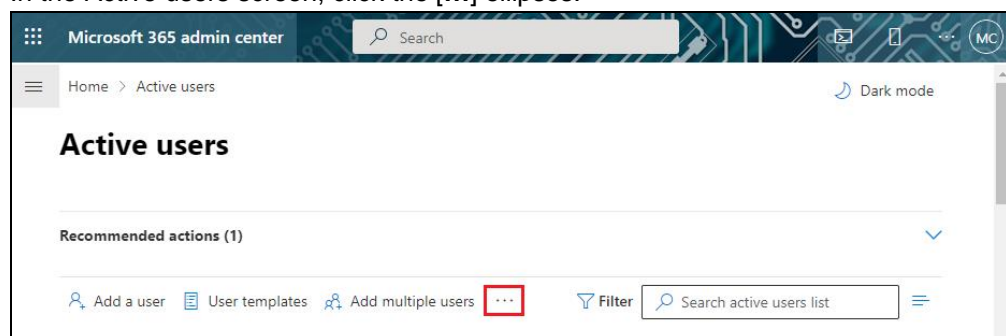 In the Active users screen, click the [...] ellipses.
Microsoft 365 admin center
Search
MC
Home > Active users
Dark mode
Active users
Recommended actions (1)
Add a user User templates Add multiple users ... Filter Search active users list